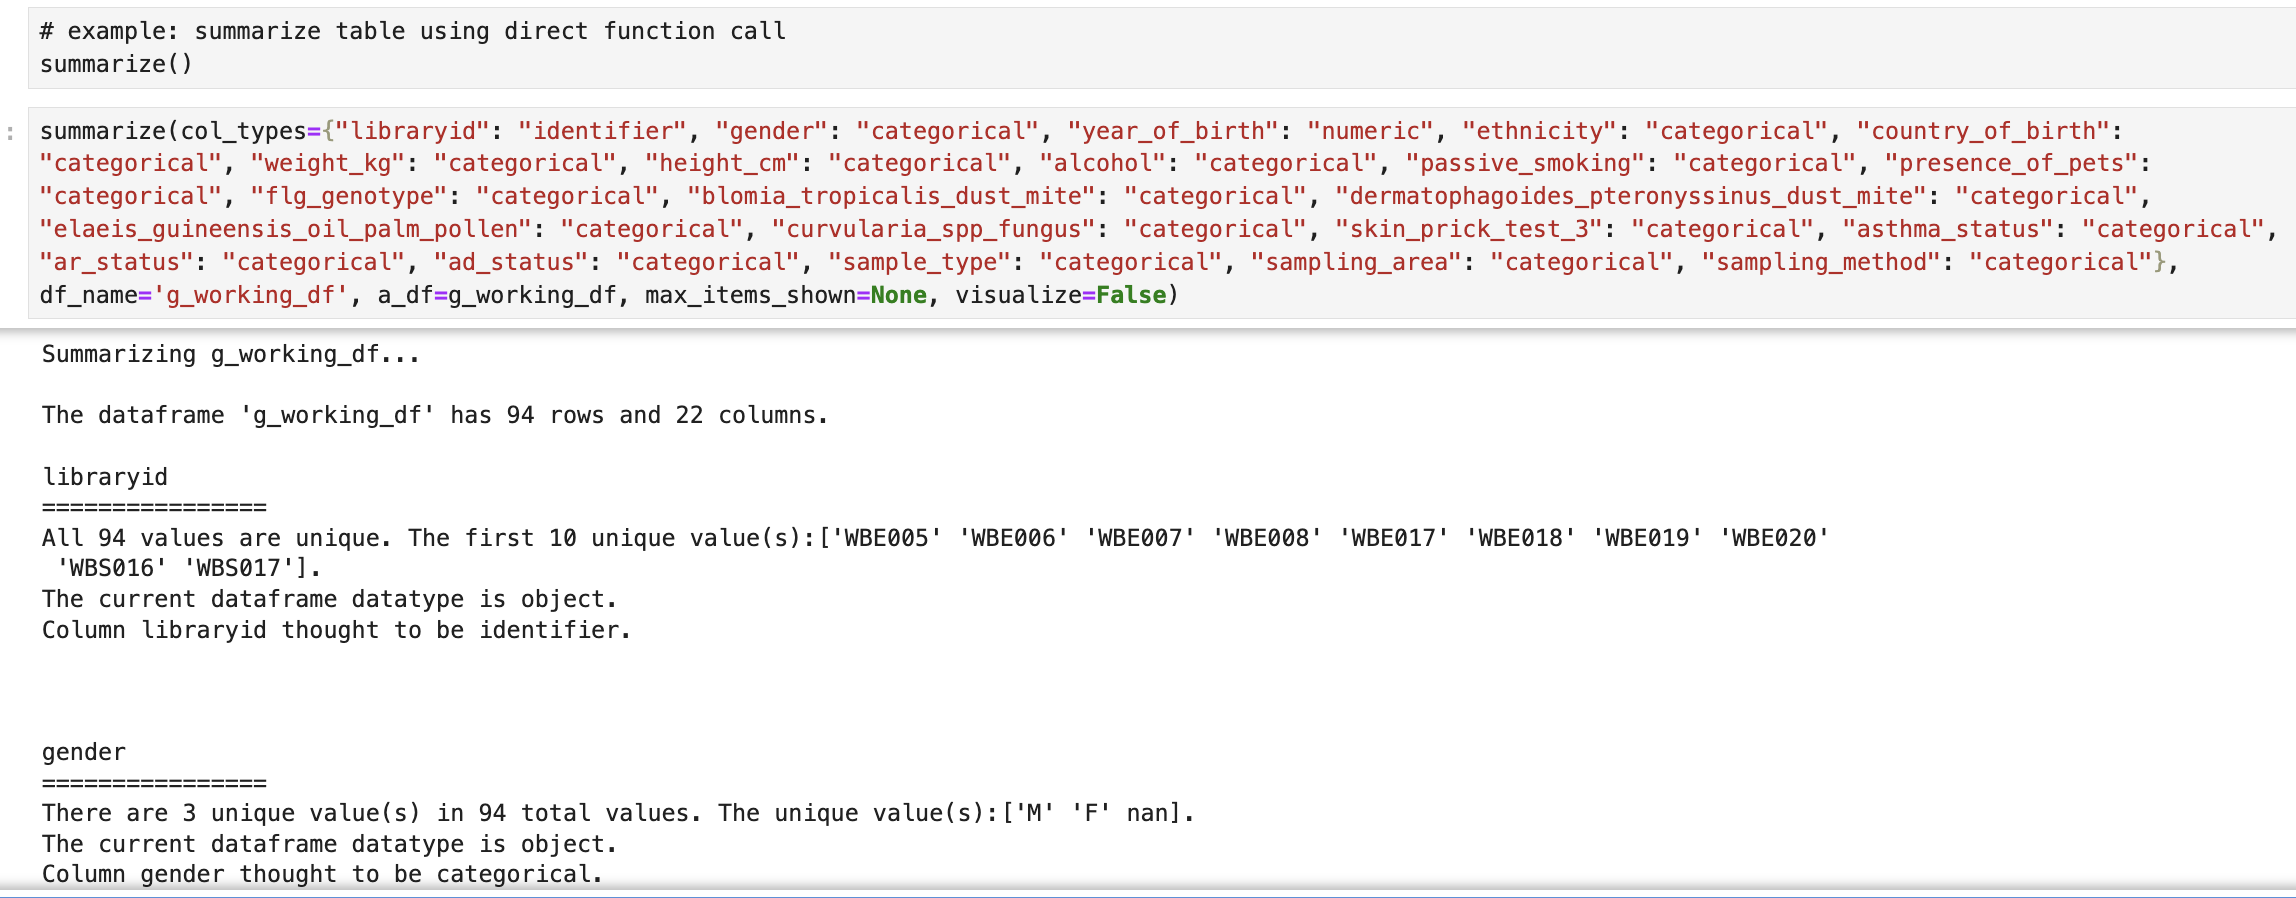 # example: summarize table using direct function call
summarize()
:
summarize(col_types={"libraryid": "identifier", "gender": "categorical", "year_of_birth": "numeric", "ethnicity": "categorical", "country_of_birth":
"categorical", "weight_kg": "categorical", "height_cm": "categorical", "alcohol": "categorical", "passive_smoking": "categorical", "presence_of_pets":
"categorical", "flg_genotype": "categorical", "blomia_tropicalis_dust_mite": "categorical", "dermatophagoides_pteronyssinus_dust_mite": "categorical",
"elaeis_guineensis_oil_palm_pollen": "categorical", "curvularia_spp_fungus": "categorical", "skin_prick_test_3": "categorical", "asthma_status": "categorical",
"ar_status": "categorical", "ad_status": "categorical", "sample_type": "categorical", "sampling_area": "categorical", "sampling_method": "categorical"},
df_name='g_working_df', a_df=g_working_df, max_items_shown=None, visualize=False)
Summarizing g_working_df...
The dataframe 'g_working_df' has 94 rows and 22 columns.
libraryid
================
All 94 values are unique. The first 10 unique value(s):['WBE005' 'WBE006' 'WBE007' 'WBE008' 'WBE017' 'WBE018' 'WBE019' 'WBE020'
'WBS016' 'WBS017'].
The current dataframe datatype is object.
Column libraryid thought to be identifier.
gender
================
There are 3 unique value(s) in 94 total values. The unique value(s):['M' 'F' nan].
The current dataframe datatype is object.
Column gender thought to be categorical.